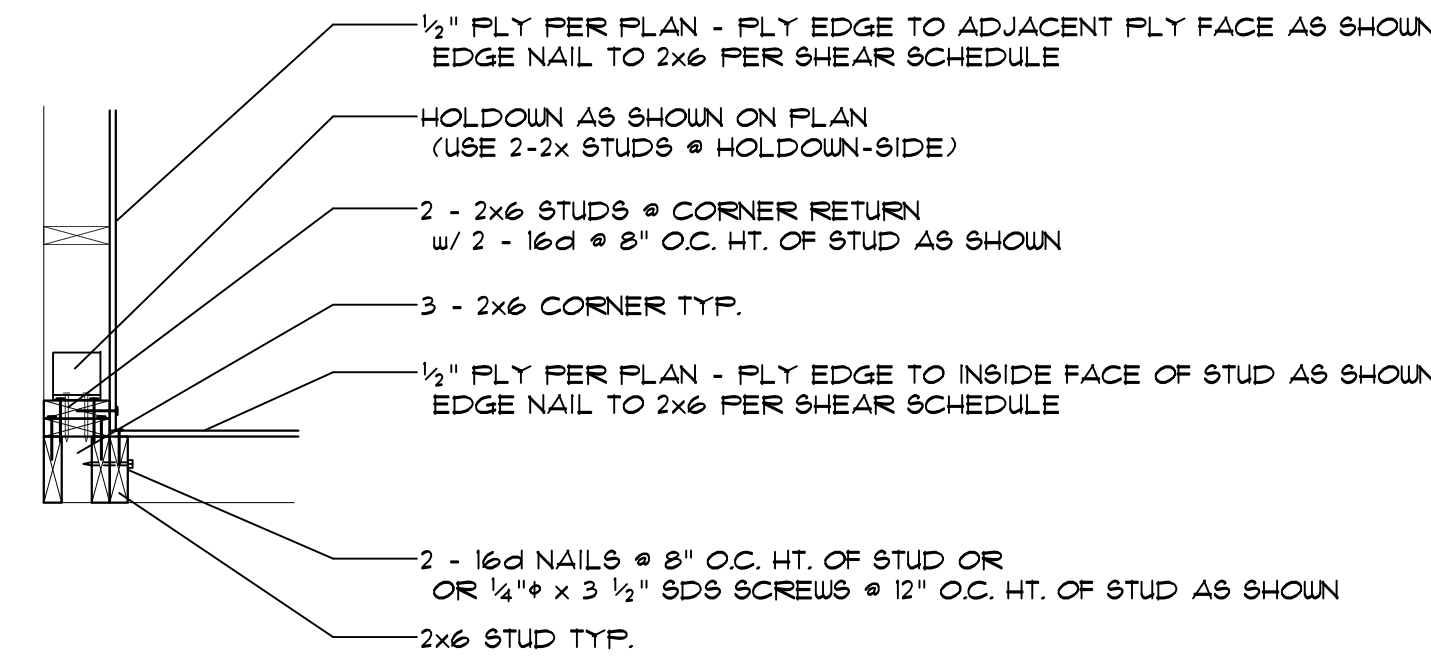 ½" PLY PER PLAN - PLY EDGE TO ADJACENT PLY FACE AS SHOWN
EDGE NAIL TO 2x6 PER SHEAR SCHEDULE
HOLDOWN AS SHOWN ON PLAN
(USE 2-2x STUDS @ HOLDOWN-SIDE)
2 - 2x6 STUDS @ CORNER RETURN
w/ 2 - 16d @ 8" O.C. HT. OF STUD AS SHOWN
3 - 2x6 CORNER TYP.
½" PLY PER PLAN - PLY EDGE TO INSIDE FACE OF STUD AS SHOWN
EDGE NAIL TO 2x6 PER SHEAR SCHEDULE
2 - 16d NAILS @ 8" O.C. HT. OF STUD OR
OR ¼"ϕ x 3 ½" SDS SCREWS @ 12" O.C. HT. OF STUD AS SHOWN
2x6 STUD TYP.